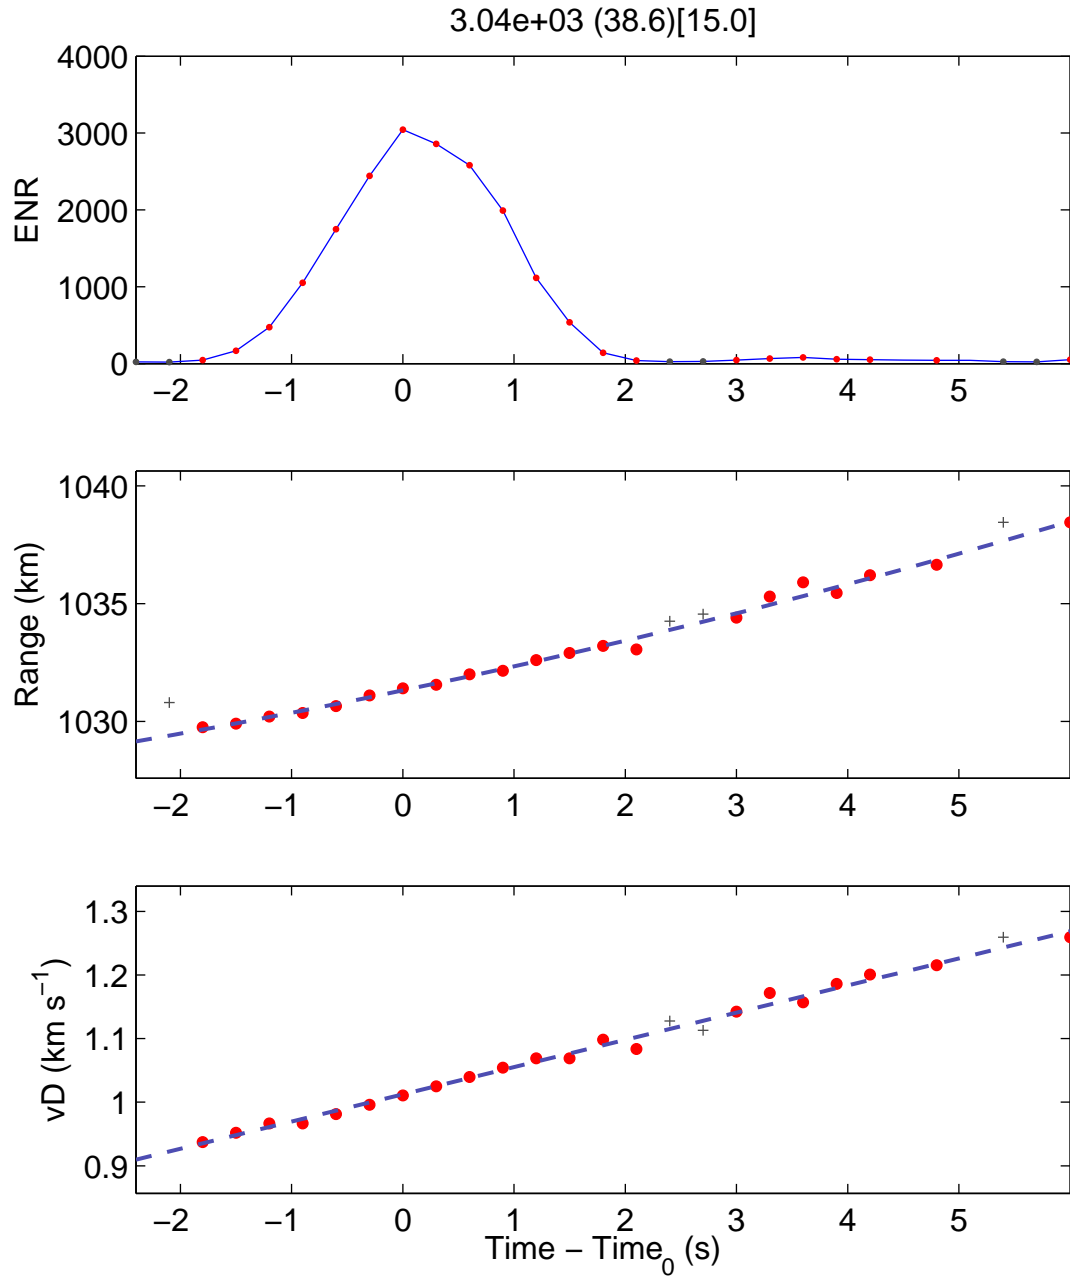 3.04e+03 (38.6)[15.0]
4000
3000
2000
1000
0
ENR
−2 −1 0 1 2 3 4 5
1040
1035
1030
Range (km)
−2 −1 0 1 2 3 4 5
1.3
1.2
1.1
1
0.9
vD (km s⁻¹)
−2 −1 0 1 2 3 4 5
Time − Time₀ (s)